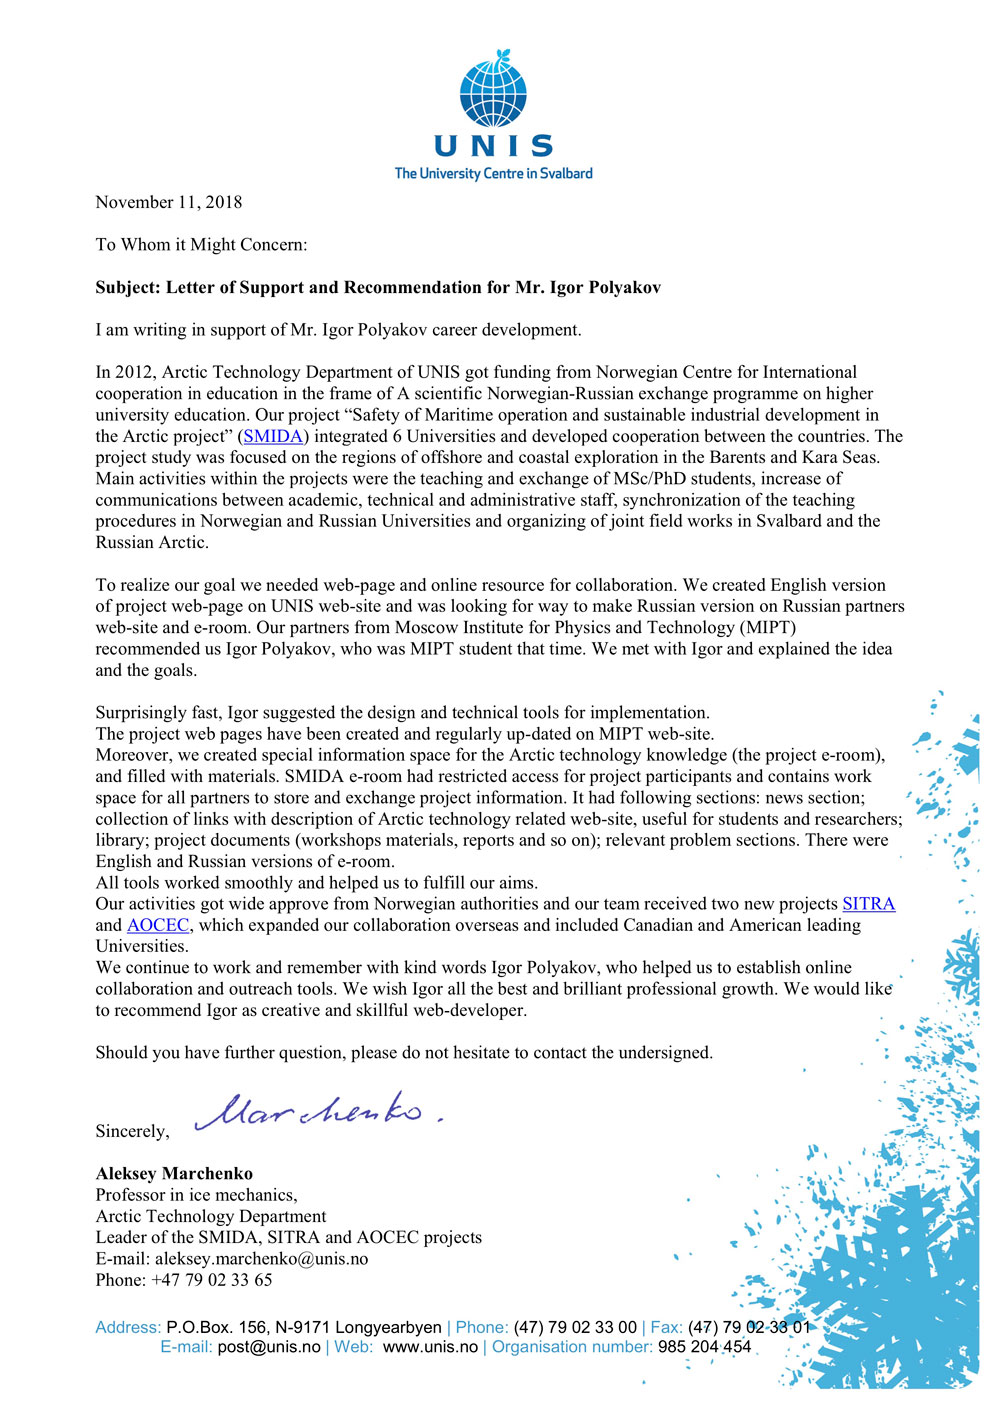 UNIS
The University Centre in Svalbard
November 11, 2018
To Whom it Might Concern:
Subject: Letter of Support and Recommendation for Mr. Igor Polyakov
I am writing in support of Mr. Igor Polyakov career development.
In 2012, Arctic Technology Department of UNIS got funding from Norwegian Centre for International
cooperation in education in the frame of A scientific Norwegian-Russian exchange programme on higher
university education. Our project “Safety of Maritime operation and sustainable industrial development in
the Arctic project” (SMIDA) integrated 6 Universities and developed cooperation between the countries. The
project study was focused on the regions of offshore and coastal exploration in the Barents and Kara Seas.
Main activities within the projects were the teaching and exchange of MSc/PhD students, increase of
communications between academic, technical and administrative staff, synchronization of the teaching
procedures in Norwegian and Russian Universities and organizing of joint field works in Svalbard and the
Russian Arctic.
To realize our goal we needed web-page and online resource for collaboration. We created English version
of project web-page on UNIS web-site and was looking for way to make Russian version on Russian partners
web-site and e-room. Our partners from Moscow Institute for Physics and Technology (MIPT)
recommended us Igor Polyakov, who was MIPT student that time. We met with Igor and explained the idea
and the goals.
Surprisingly fast, Igor suggested the design and technical tools for implementation.
The project web pages have been created and regularly up-dated on MIPT web-site.
Moreover, we created special information space for the Arctic technology knowledge (the project e-room),
and filled with materials. SMIDA e-room had restricted access for project participants and contains work
space for all partners to store and exchange project information. It had following sections: news section;
collection of links with description of Arctic technology related web-site, useful for students and researchers;
library; project documents (workshops materials, reports and so on); relevant problem sections. There were
English and Russian versions of e-room.
All tools worked smoothly and helped us to fulfill our aims.
Our activities got wide approve from Norwegian authorities and our team received two new projects SITRA
and AOCEC, which expanded our collaboration overseas and included Canadian and American leading
Universities.
We continue to work and remember with kind words Igor Polyakov, who helped us to establish online
collaboration and outreach tools. We wish Igor all the best and brilliant professional growth. We would like
to recommend Igor as creative and skillful web-developer.
Should you have further question, please do not hesitate to contact the undersigned.
Marchenko.
Sincerely,
Aleksey Marchenko
Professor in ice mechanics,
Arctic Technology Department
Leader of the SMIDA, SITRA and AOCEC projects
E-mail: aleksey.marchenko@unis.no
Phone: +47 79 02 33 65
Address: P.O.Box. 156, N-9171 Longyearbyen | Phone: (47) 79 02 33 00 | Fax: (47) 79 02 33 01
E-mail: post@unis.no | Web: www.unis.no | Organisation number: 985 204 454